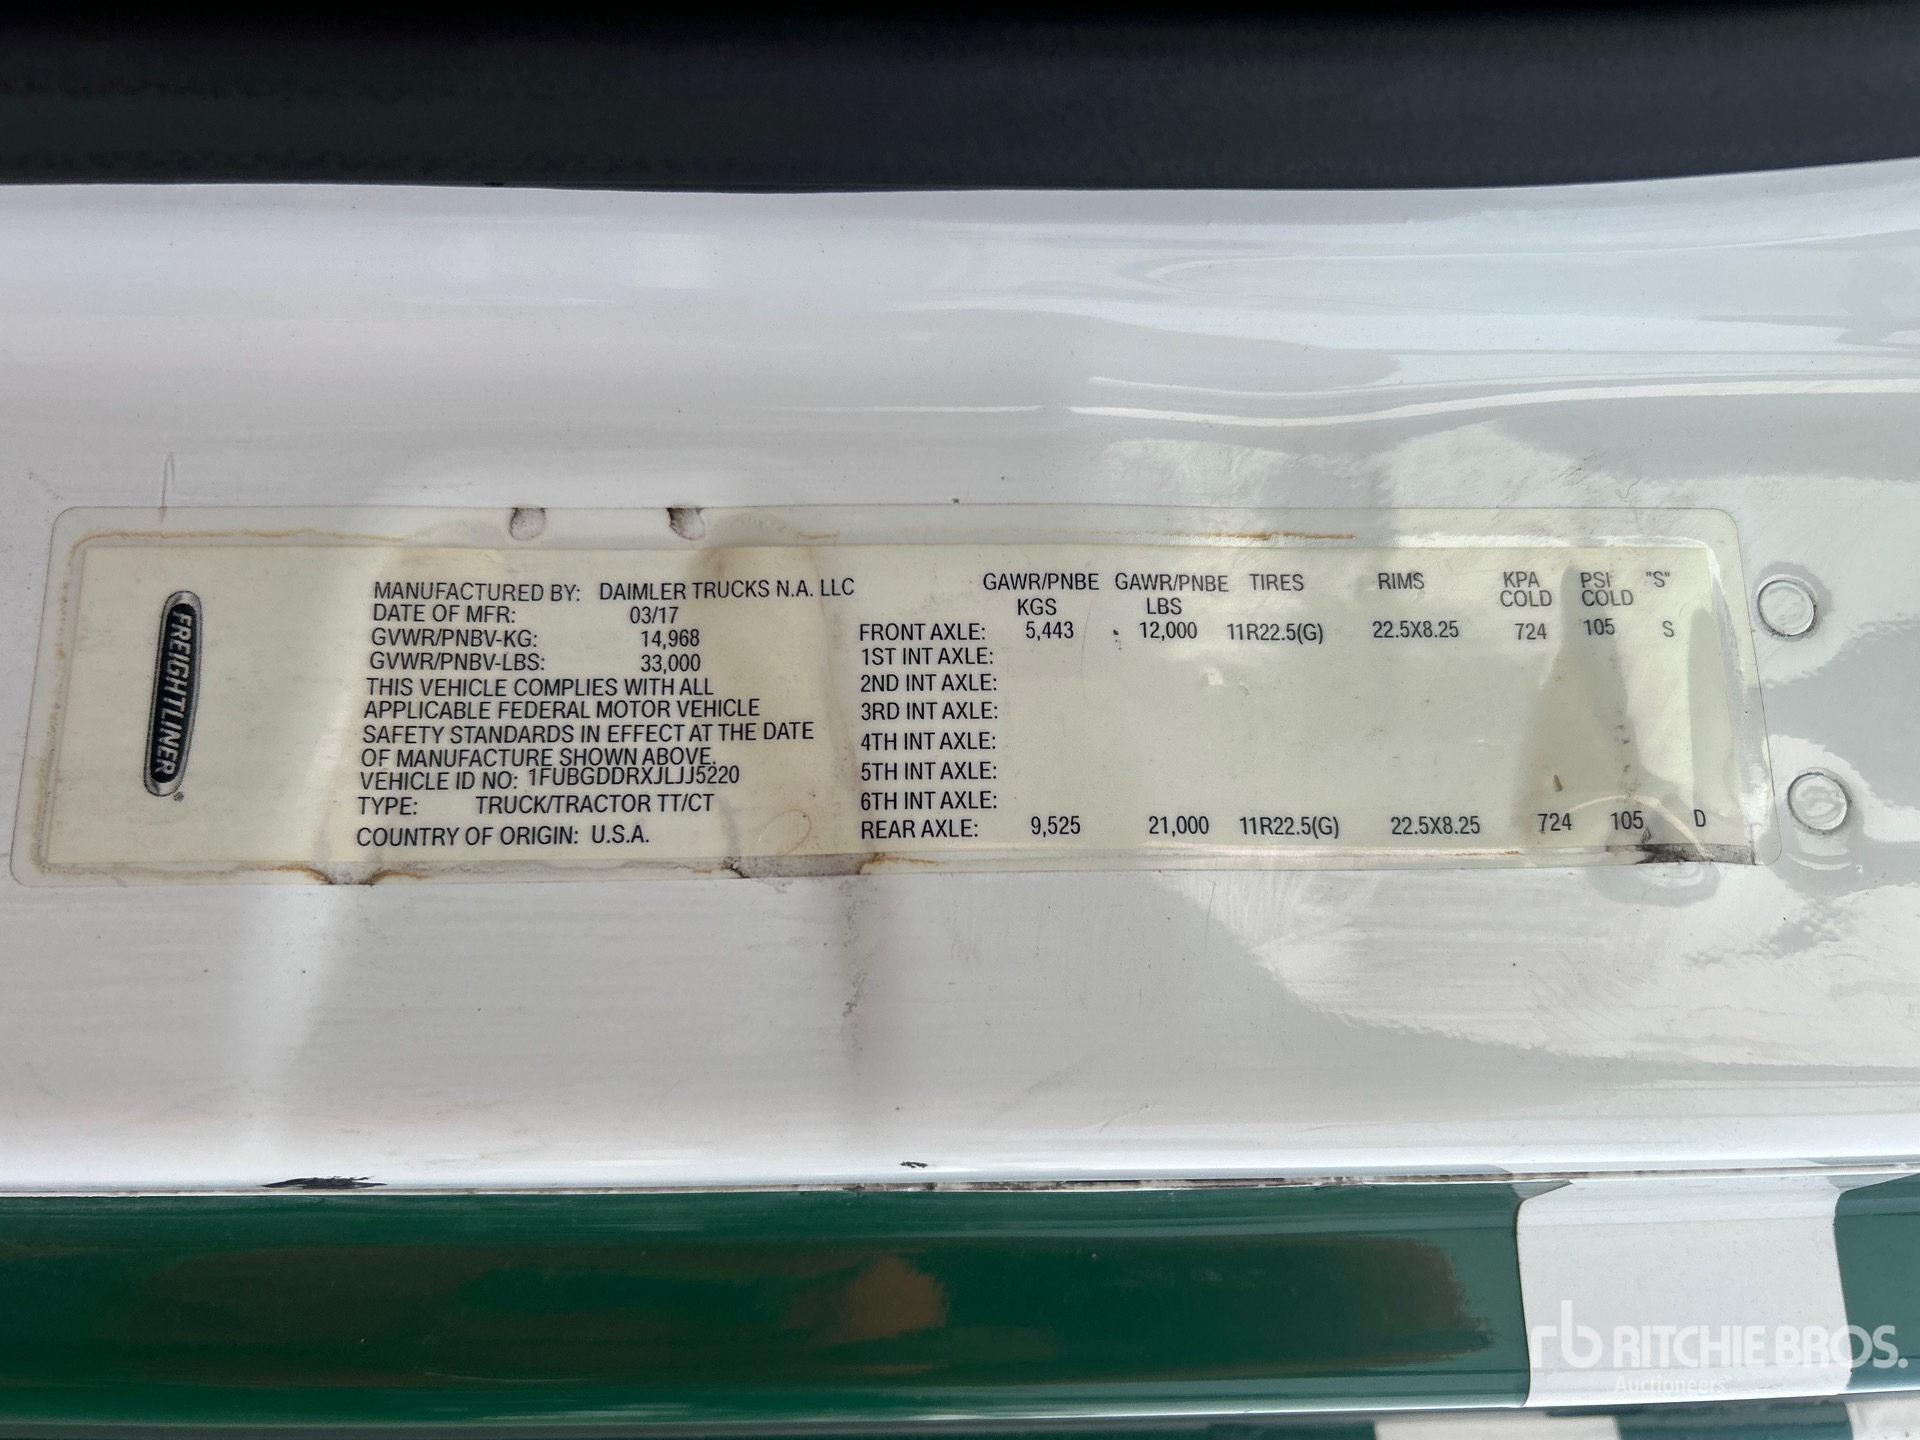 FREIGHTLINER®
MANUFACTURED BY: DAIMLER TRUCKS N.A. LLC
DATE OF MFR: 03/17
GVWR/PNBV-KG: 14,968
GVWR/PNBV-LBS: 33,000
THIS VEHICLE COMPLIES WITH ALL
APPLICABLE FEDERAL MOTOR VEHICLE
SAFETY STANDARDS IN EFFECT AT THE DATE
OF MANUFACTURE SHOWN ABOVE.
VEHICLE ID NO: 1FUBGDDRXJLJJ5220
TYPE: TRUCK/TRACTOR TT/CT
COUNTRY OF ORIGIN: U.S.A.
GAWR/PNBE GAWR/PNBE TIRES RIMS KPA PSI "S"
KGS LBS COLD COLD
FRONT AXLE: 5,443 12,000 11R22.5(G) 22.5X8.25 724 105 S
1ST INT AXLE:
2ND INT AXLE:
3RD INT AXLE:
4TH INT AXLE:
5TH INT AXLE:
6TH INT AXLE:
REAR AXLE: 9,525 21,000 11R22.5(G) 22.5X8.25 724 105 D
rb RITCHIE BROS.
Auctioneers